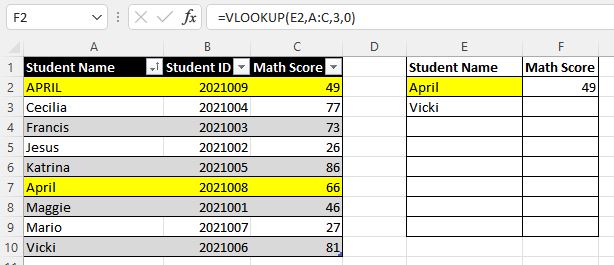 F2 fx =VLOOKUP(E2,A:C,3,0)
A B C D E F
1 Student Name Student ID Math Score Student Name Math Score
2 APRIL 2021009 49 April 49
3 Cecilia 2021004 77 Vicki
4 Francis 2021003 73
5 Jesus 2021002 26
6 Katrina 2021005 86
7 April 2021008 66
8 Maggie 2021001 46
9 Mario 2021007 27
10 Vicki 2021006 81